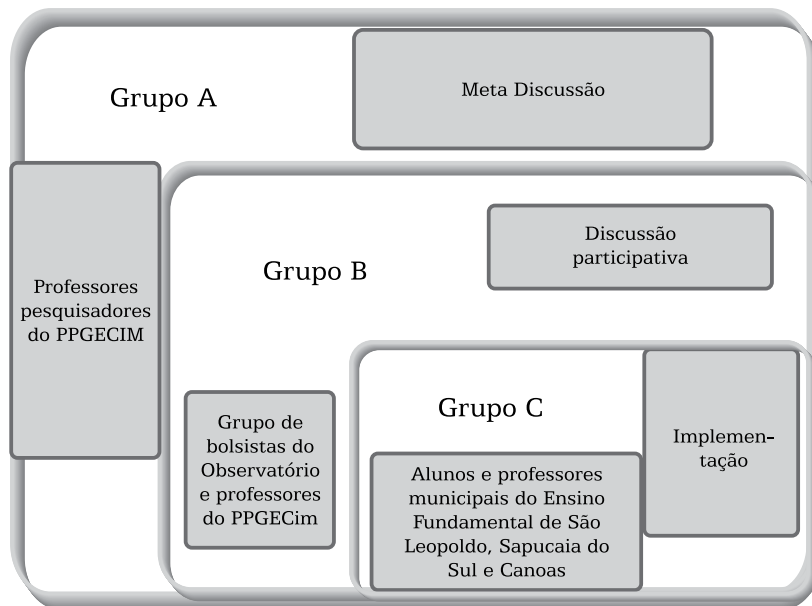 Grupo A
Meta Discussão
Professores
pesquisadores
do PPGECIM
Grupo B
Discussão
participativa
Grupo de
bolsistas do
Observatório
e professores
do PPGECim
Grupo C
Implemen-
tação
Alunos e professores
municipais do Ensino
Fundamental de São
Leopoldo, Sapucaia do
Sul e Canoas